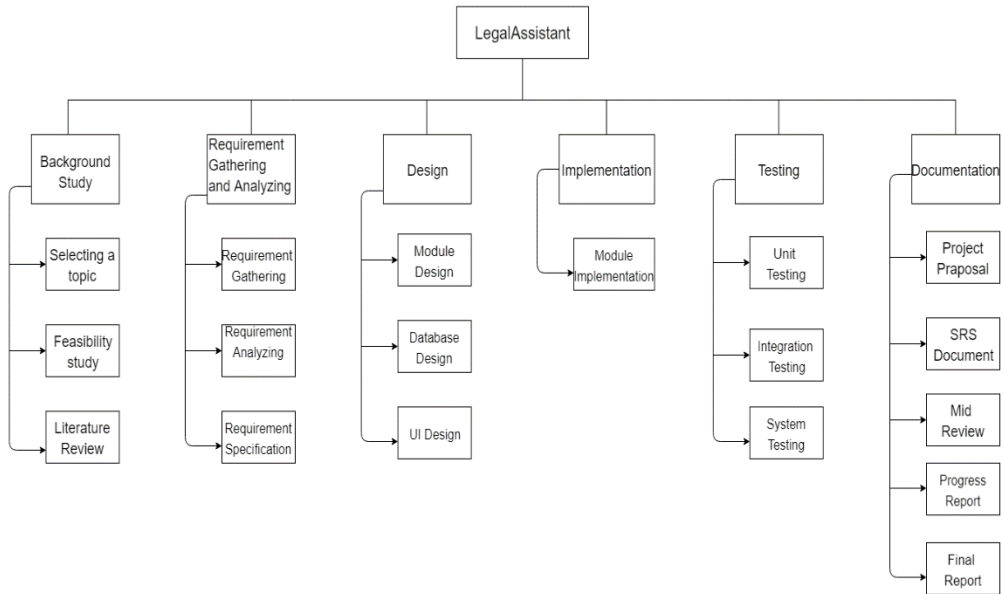 LegalAssistant
Background
Study
Selecting a
topic
Feasibility
study
Literature
Review
Requirement
Gathering
and Analyzing
Requirement
Gathering
Requirement
Analyzing
Requirement
Specification
Design
Module
Design
Database
Design
UI Design
Implementation
Module
Implementation
Testing
Unit
Testing
Integration
Testing
System
Testing
Documentation
Project
Praposal
SRS
Document
Mid
Review
Progress
Report
Final
Report